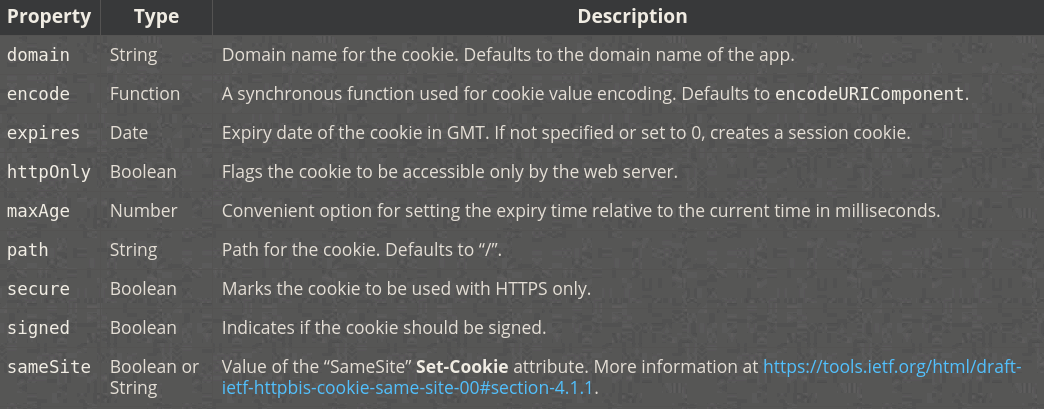 Property Type Description
domain String Domain name for the cookie. Defaults to the domain name of the app.
encode Function A synchronous function used for cookie value encoding. Defaults to encodeURIComponent.
expires Date Expiry date of the cookie in GMT. If not specified or set to 0, creates a session cookie.
httpOnly Boolean Flags the cookie to be accessible only by the web server.
maxAge Number Convenient option for setting the expiry time relative to the current time in milliseconds.
path String Path for the cookie. Defaults to “/”.
secure Boolean Marks the cookie to be used with HTTPS only.
signed Boolean Indicates if the cookie should be signed.
sameSite Boolean or Value of the “SameSite” Set-Cookie attribute. More information at https://tools.ietf.org/html/draft-
String ietf-httpbis-cookie-same-site-00#section-4.1.1.